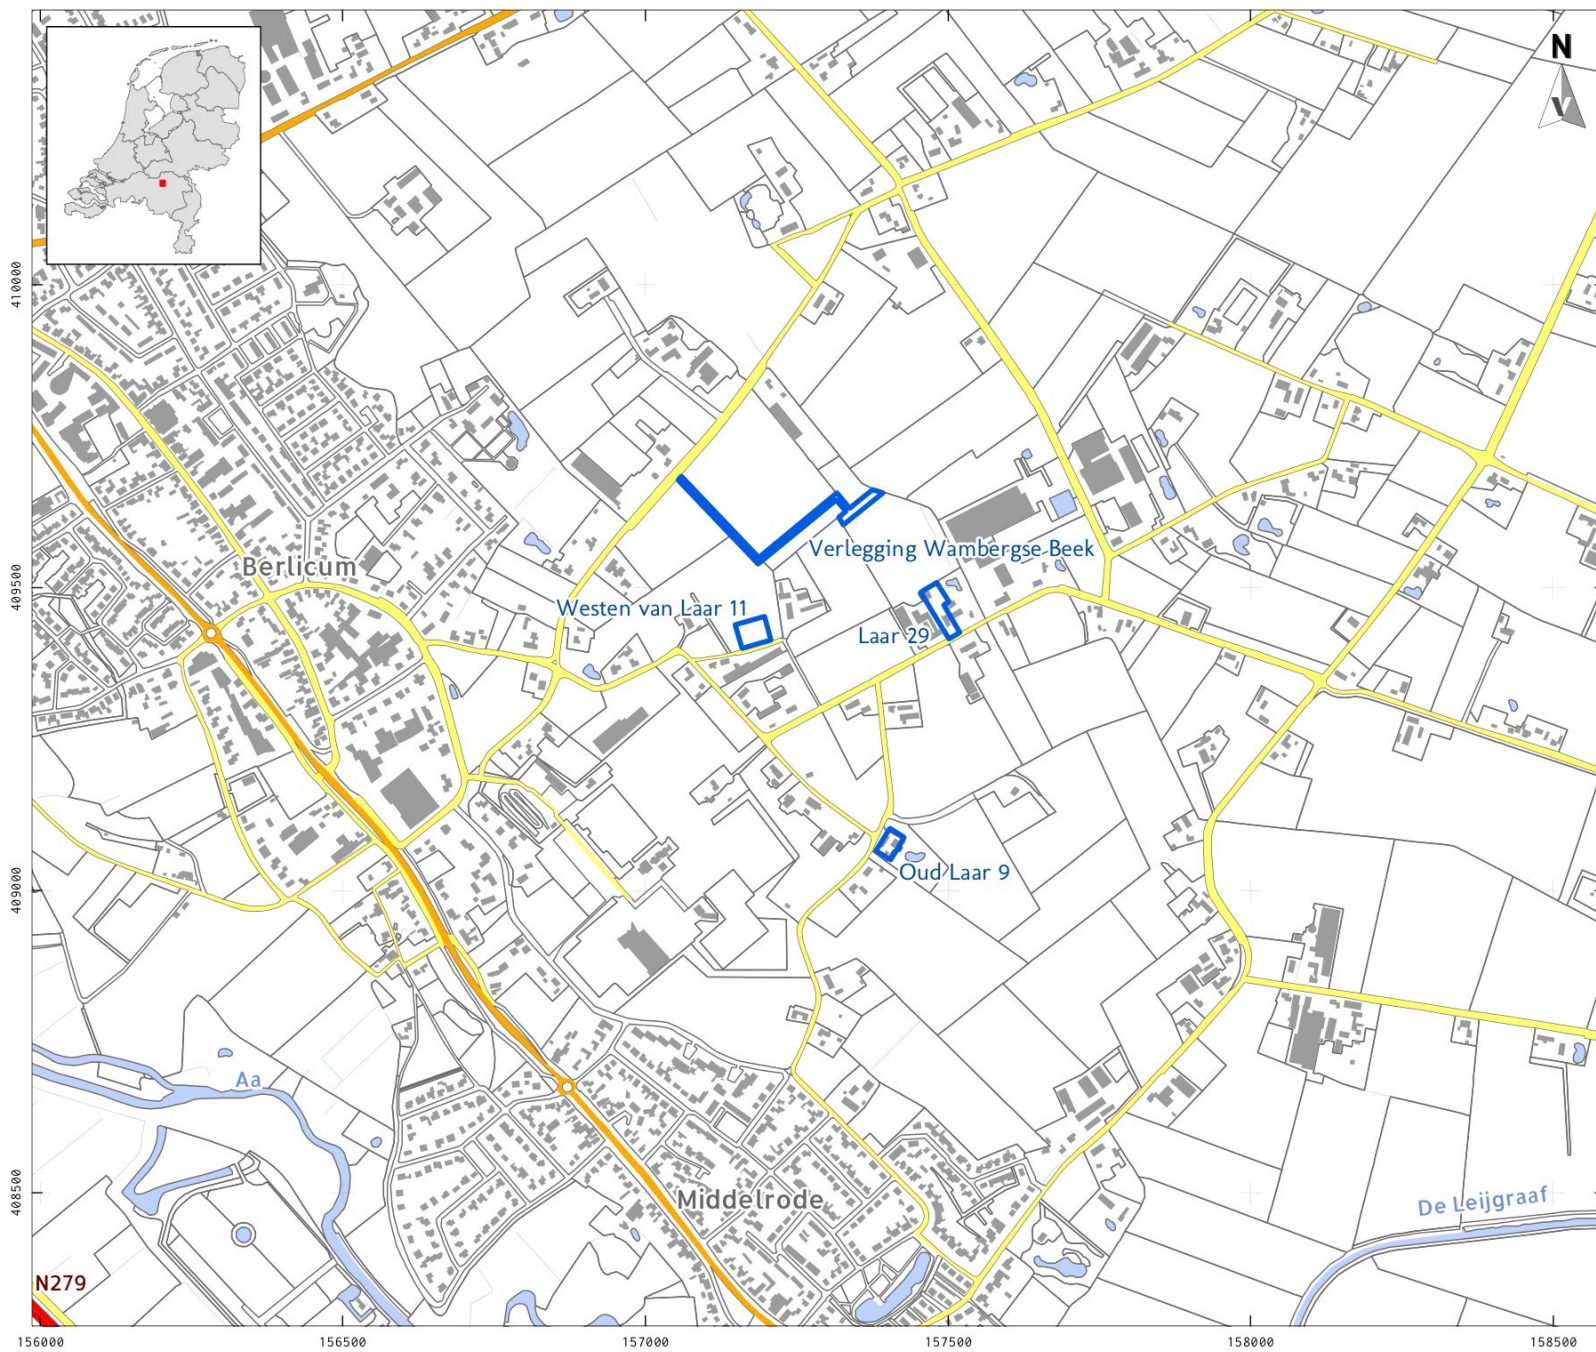 N
410000
Verlegging Wambergse Beek
Berlicum
409500
Westen van Laar 11
Laar 29
Oud Laar 9
409000
Aa
Middelrode
De Leijgraaf
408500
N279
156000
156500
157000
157500
158000
158500